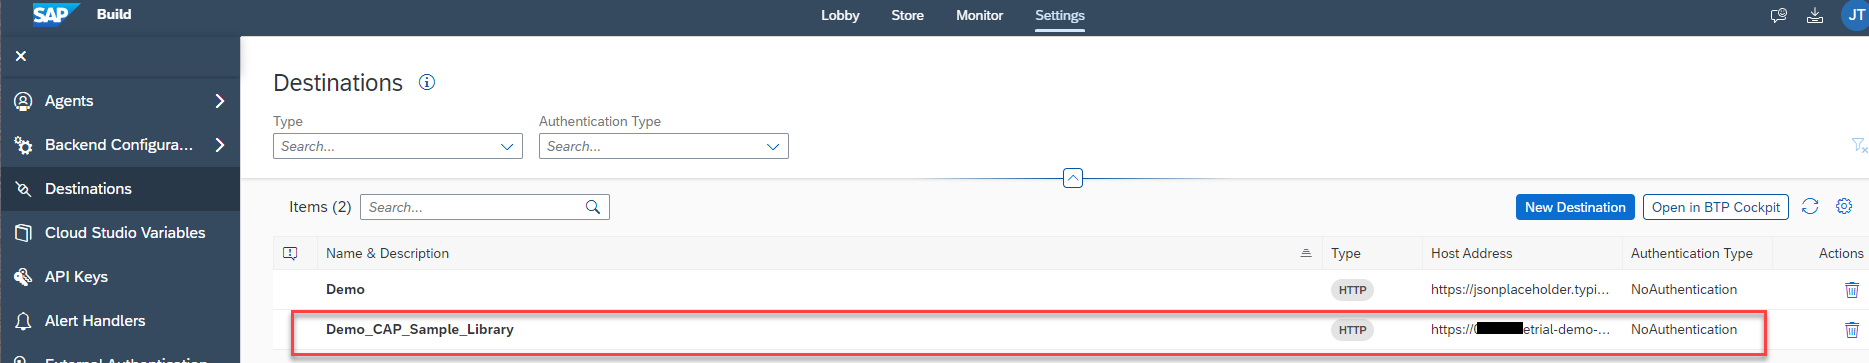 SAP Build Lobby Store Monitor Settings JT
Agents
Backend Configura...
Destinations
Cloud Studio Variables
API Keys
Alert Handlers
External Authentication
Destinations
Type Authentication Type
Search... Search...
Items (2) Search... New Destination Open in BTP Cockpit
Name & Description Type Host Address Authentication Type Actions
Demo HTTP https://jsonplaceholder.typi... NoAuthentication
Demo_CAP_Sample_Library HTTP https:// etrial-demo-... NoAuthentication